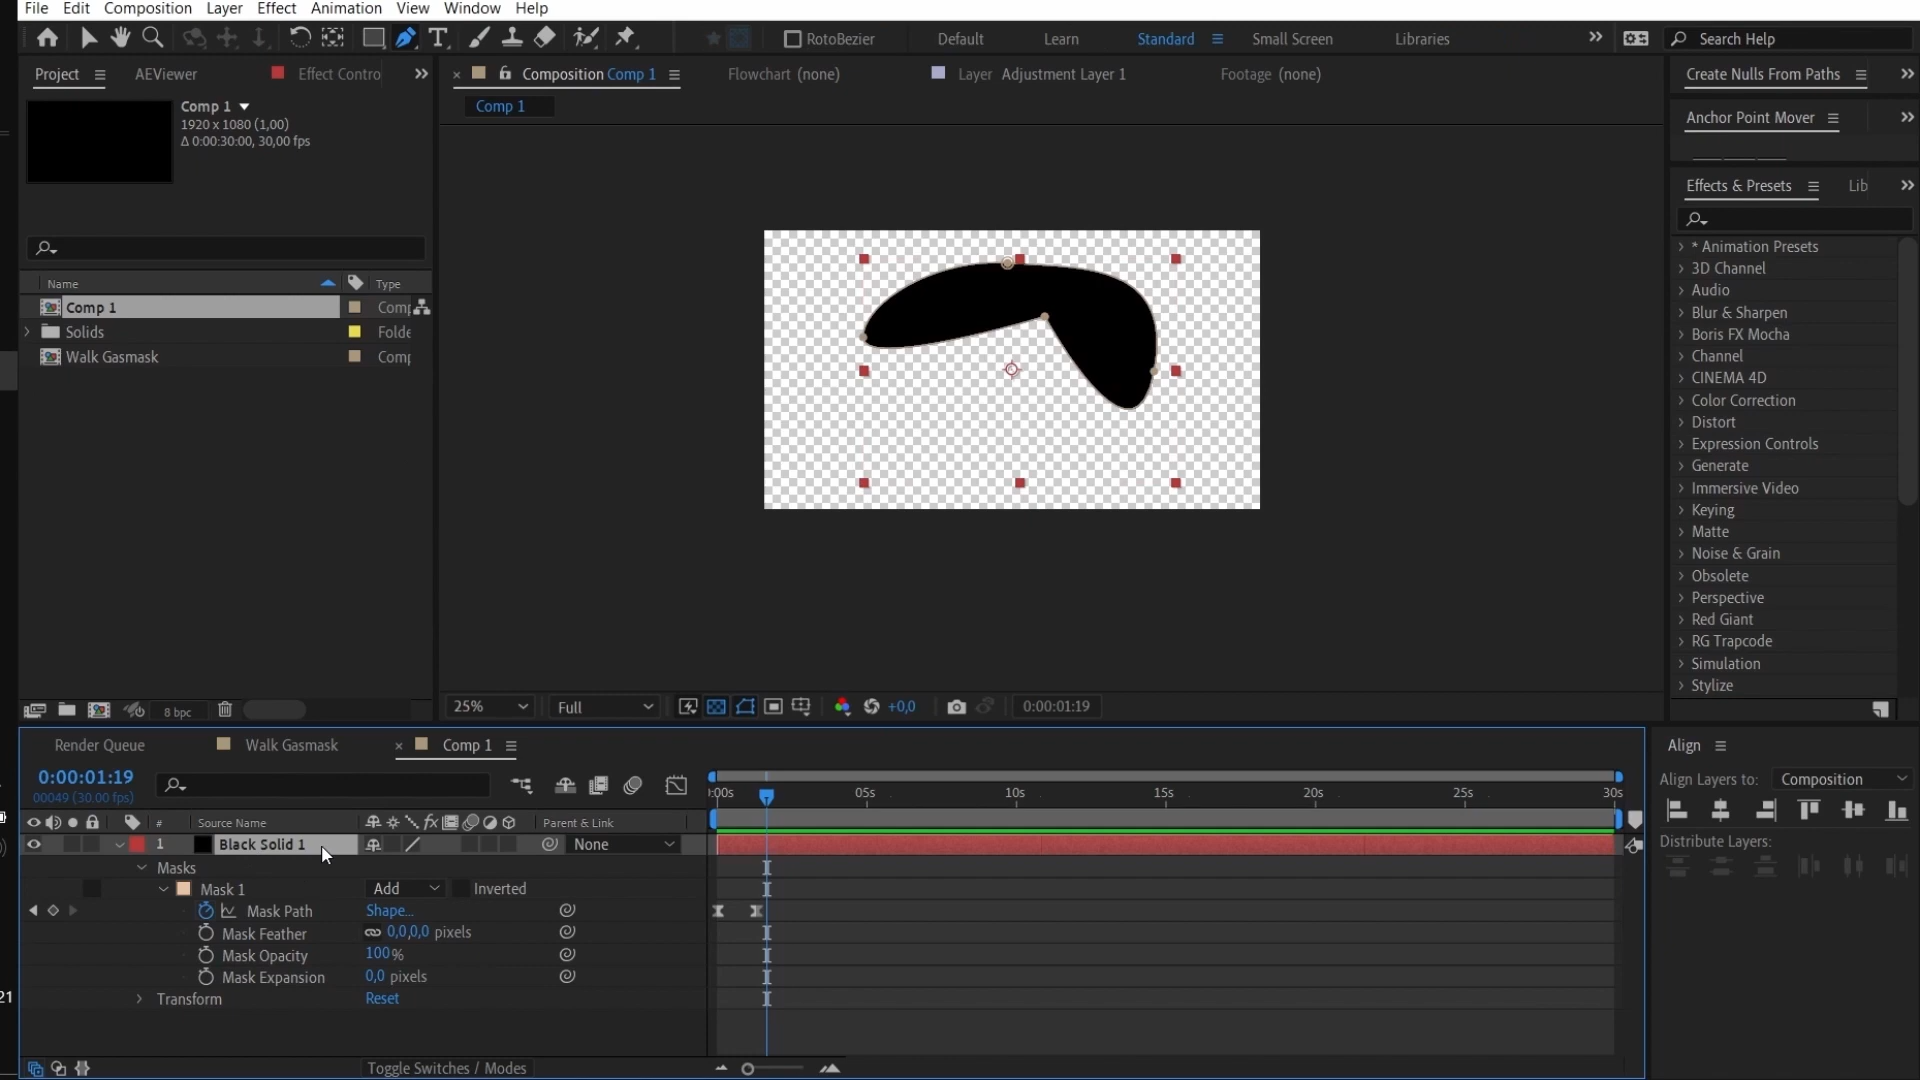 File Edit Composition Layer Effect Animation View Window Help
RotoBezier Default Learn Standard Small Screen Libraries Search Help
Project AEViewer Effect Contro Composition Comp 1 Flowchart (none) Layer Adjustment Layer 1 Footage (none) Create Nulls From Paths
Comp 1
1920 x 1080 (1,00)
Δ 0:00:30:00, 30,00 fps
Comp 1
Anchor Point Mover
Effects & Presets Lib
Name Type
Comp 1 Comp
Solids Folde
Walk Gasmask Comp
* Animation Presets
3D Channel
Audio
Blur & Sharpen
Boris FX Mocha
Channel
CINEMA 4D
Color Correction
Distort
Expression Controls
Generate
Immersive Video
Keying
Matte
Noise & Grain
Obsolete
Perspective
Red Giant
RG Trapcode
Simulation
Stylize
8 bpc 25% Full +0,0 0:00:01:19
Render Queue Walk Gasmask Comp 1
Align
0:00:01:19
00049 (30.00 fps)
Align Layers to: Composition
:00s 05s 10s 15s 20s 25s 30s
# Source Name fx Parent & Link
Distribute Layers:
1 Black Solid 1 None
Masks
Mask 1 Add Inverted
Mask Path Shape...
Mask Feather 0,0,0,0 pixels
Mask Opacity 100%
Mask Expansion 0,0 pixels
Transform Reset
21
Toggle Switches / Modes